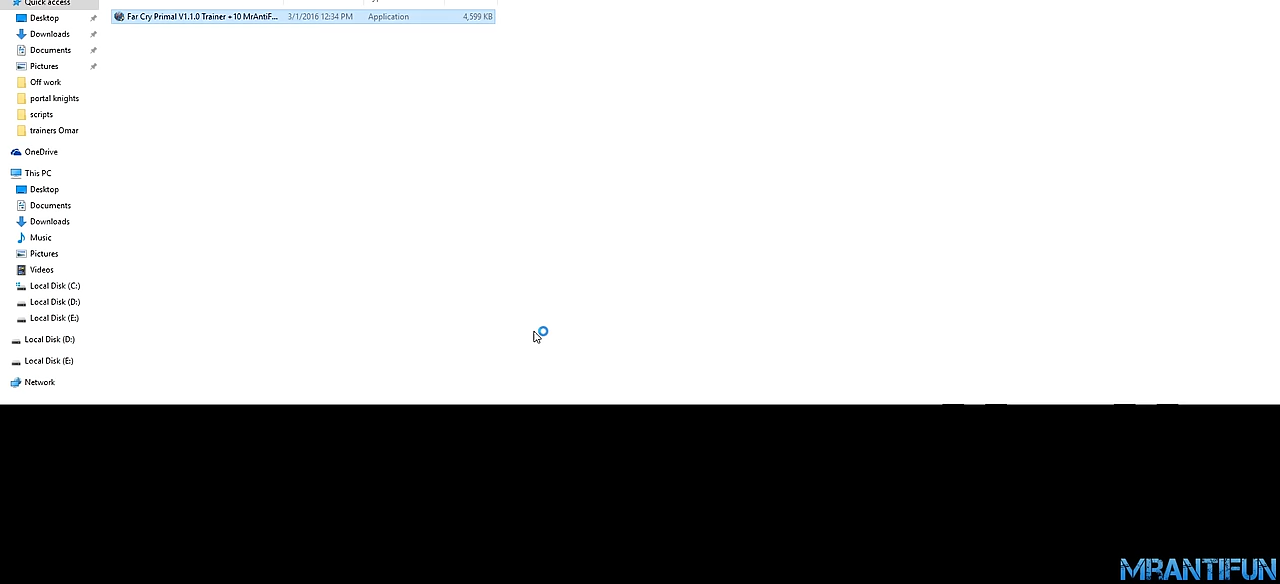 Quick access
Desktop
Downloads
Documents
Pictures
Off work
portal knights
scripts
trainers Omar
OneDrive
This PC
Desktop
Documents
Downloads
Music
Pictures
Videos
Local Disk (C:)
Local Disk (D:)
Local Disk (E:)
Local Disk (D:)
Local Disk (E:)
Network
Far Cry Primal V1.1.0 Trainer +10 MrAntiF... 3/1/2016 12:34 PM Application 4,599 KB
MRANTIFUN